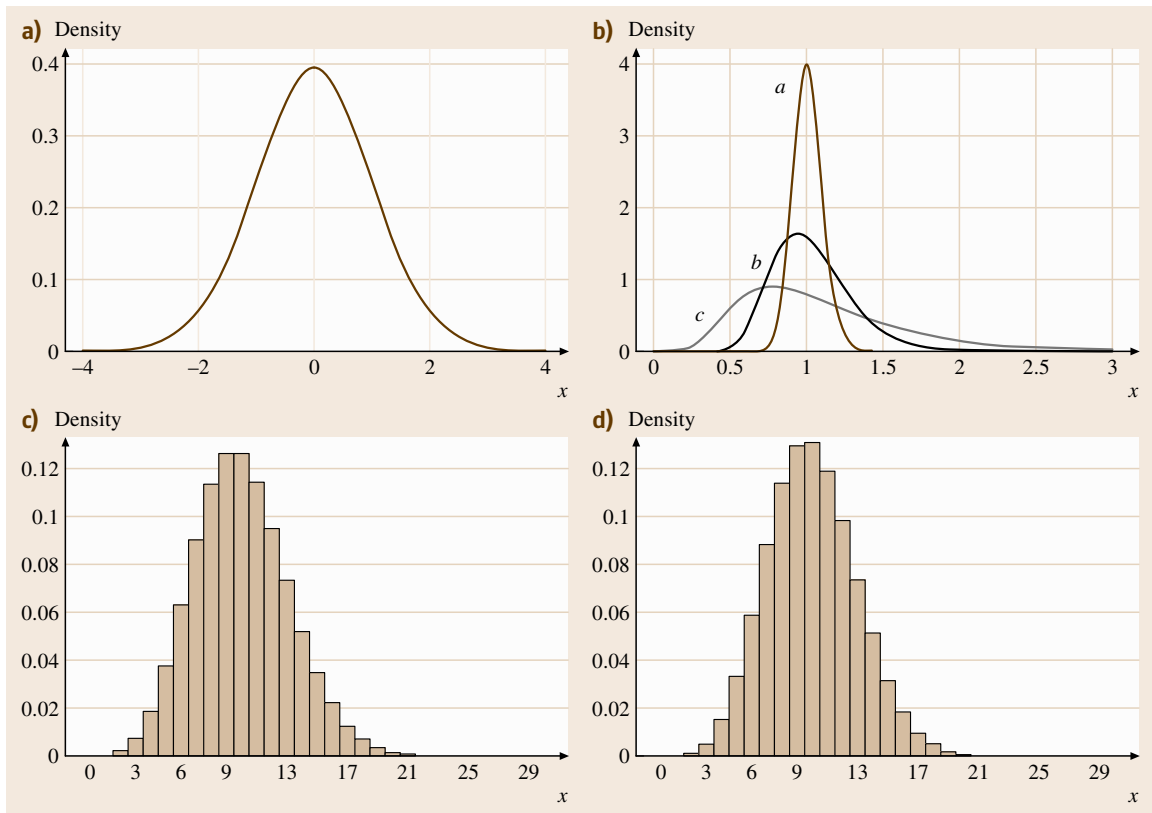 a) Density
0.4
0.3
0.2
0.1
0
–4 –2 0 2 4
x
b) Density
4
3
2
1
0
a
b
c
0 0.5 1 1.5 2 2.5 3
x
c) Density
0.12
0.1
0.08
0.06
0.04
0.02
0
0 3 6 9 13 17 21 25 29
x
d) Density
0.12
0.1
0.08
0.06
0.04
0.02
0
0 3 6 9 13 17 21 25 29
x